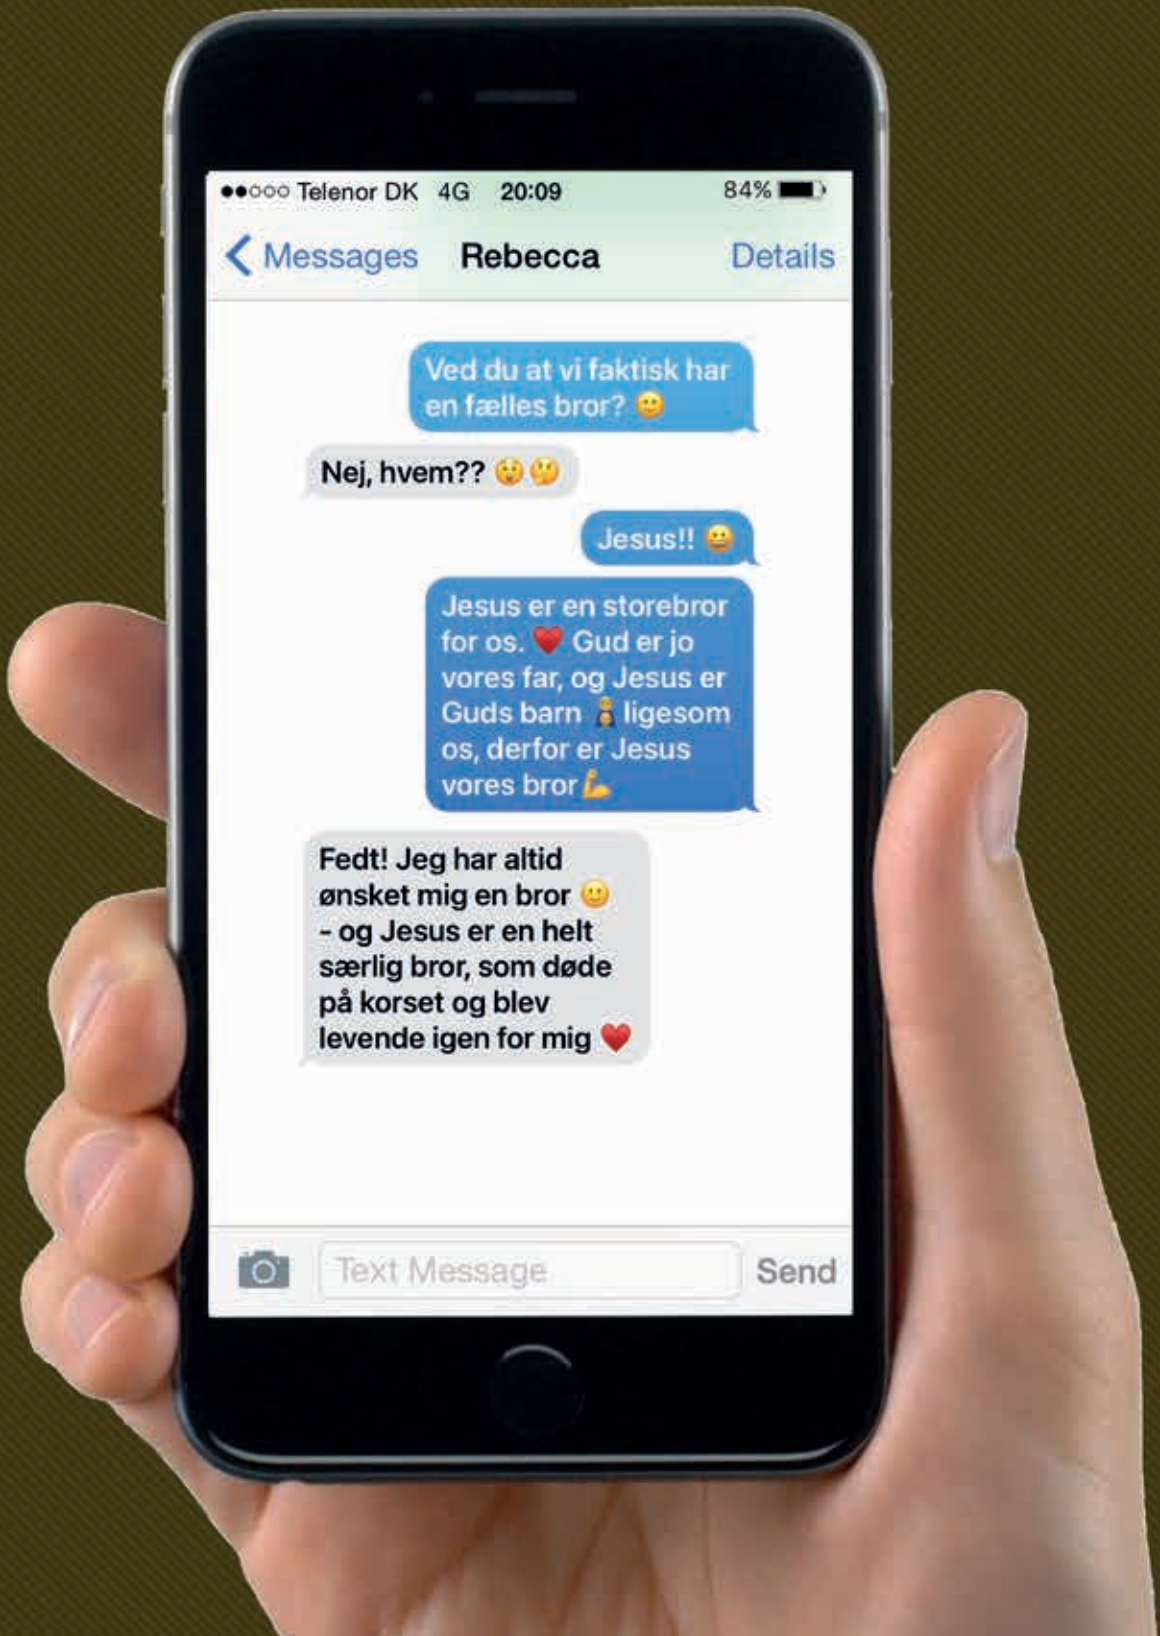 ●●○○○ Telenor DK 4G 20:09 84%
Messages Rebecca Details
Ved du at vi faktisk har
en fælles bror? 🙂
Nej, hvem?? 😲🤔
Jesus!! 😀
Jesus er en storebror
for os. ❤️ Gud er jo
vores far, og Jesus er
Guds barn ligesom
os, derfor er Jesus
vores bror💪
Fedt! Jeg har altid
ønsket mig en bror 🙂
- og Jesus er en helt
særlig bror, som døde
på korset og blev
levende igen for mig ❤️
Text Message Send